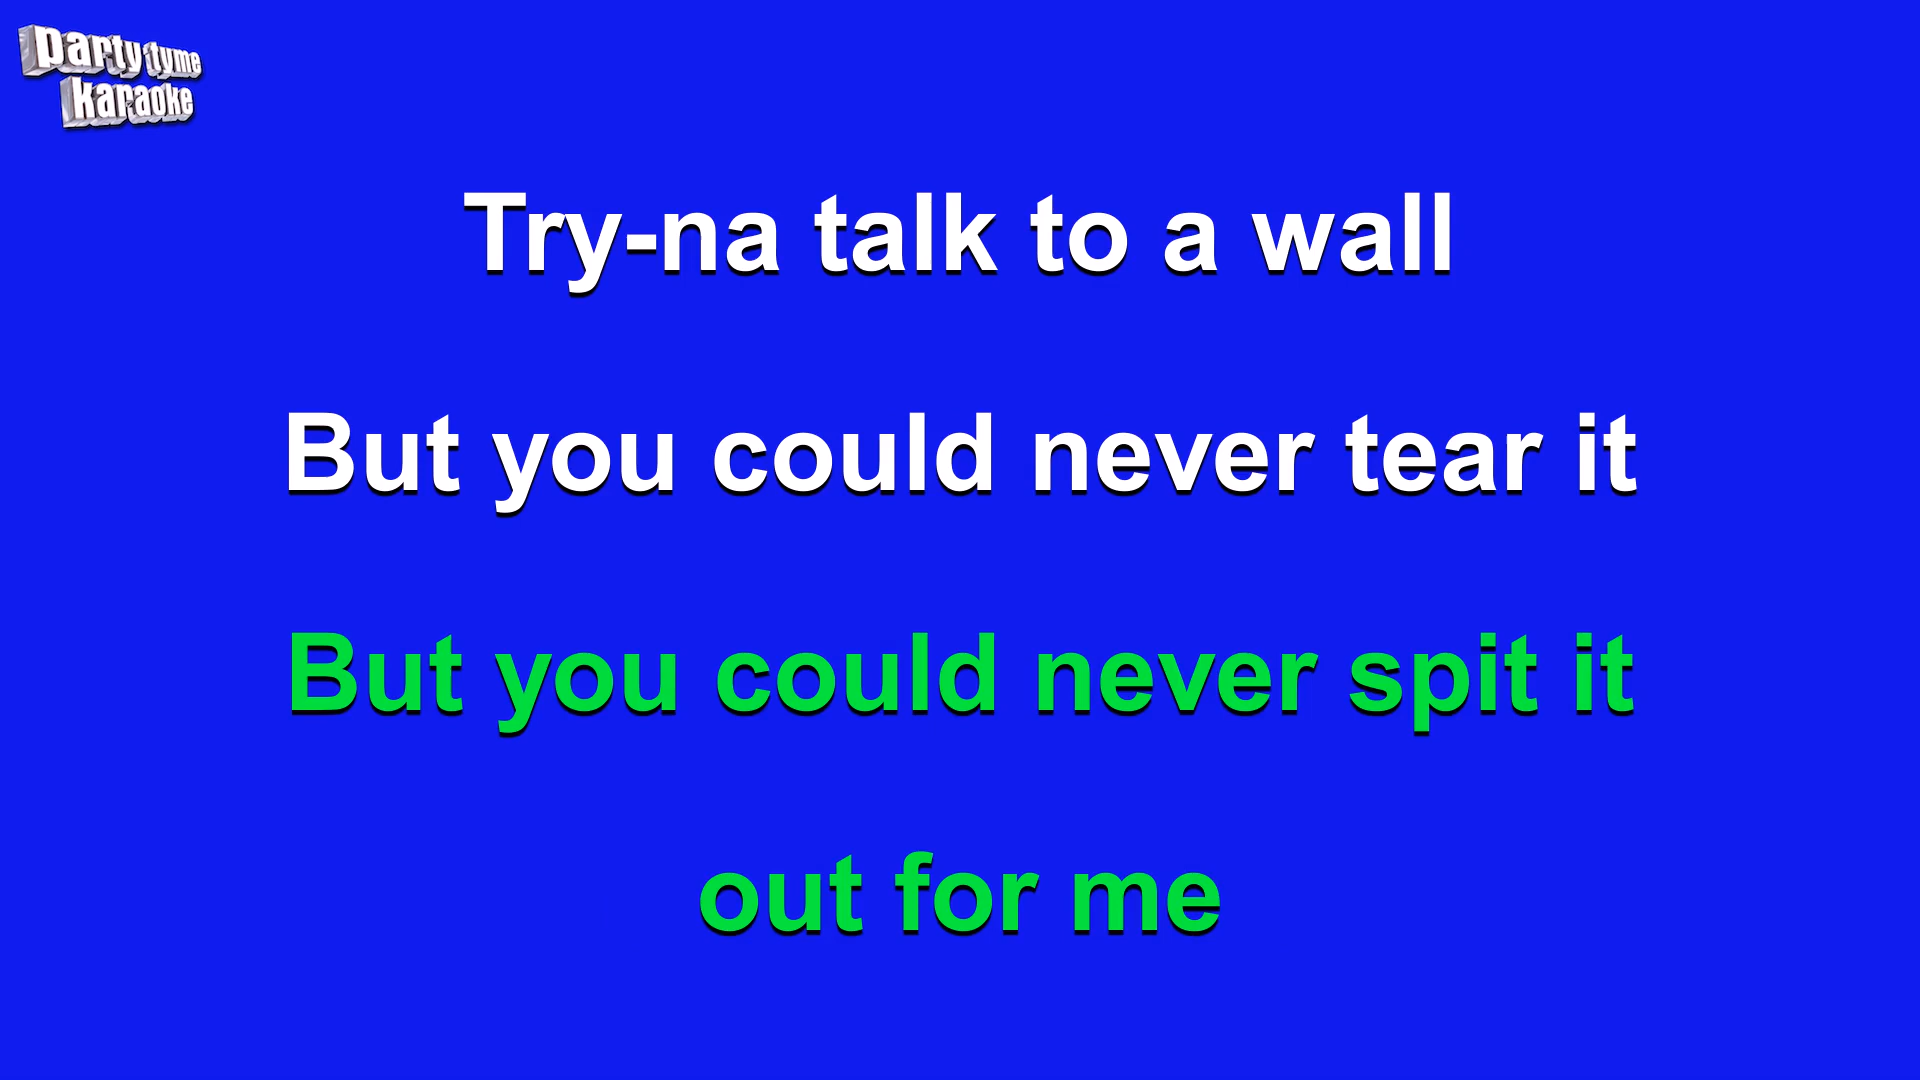 party tyme
karaoke
Try-na talk to a wall
But you could never tear it
But you could never spit it
out for me